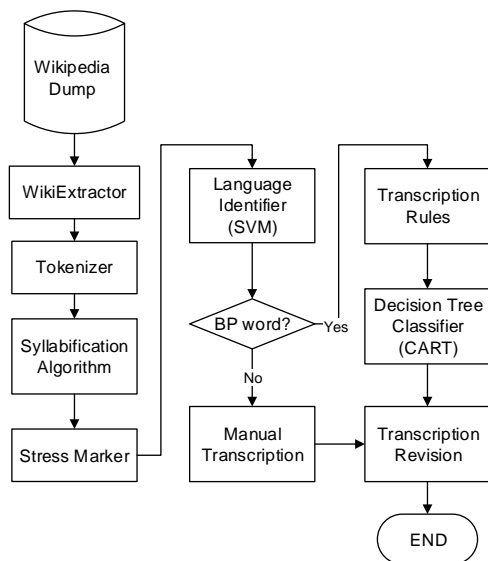 Wikipedia
Dump
WikiExtractor
Tokenizer
Syllabification
Algorithm
Stress Marker
Language
Identifier
(SVM)
BP word?
Yes
No
Manual
Transcription
Transcription
Rules
Decision Tree
Classifier
(CART)
Transcription
Revision
END